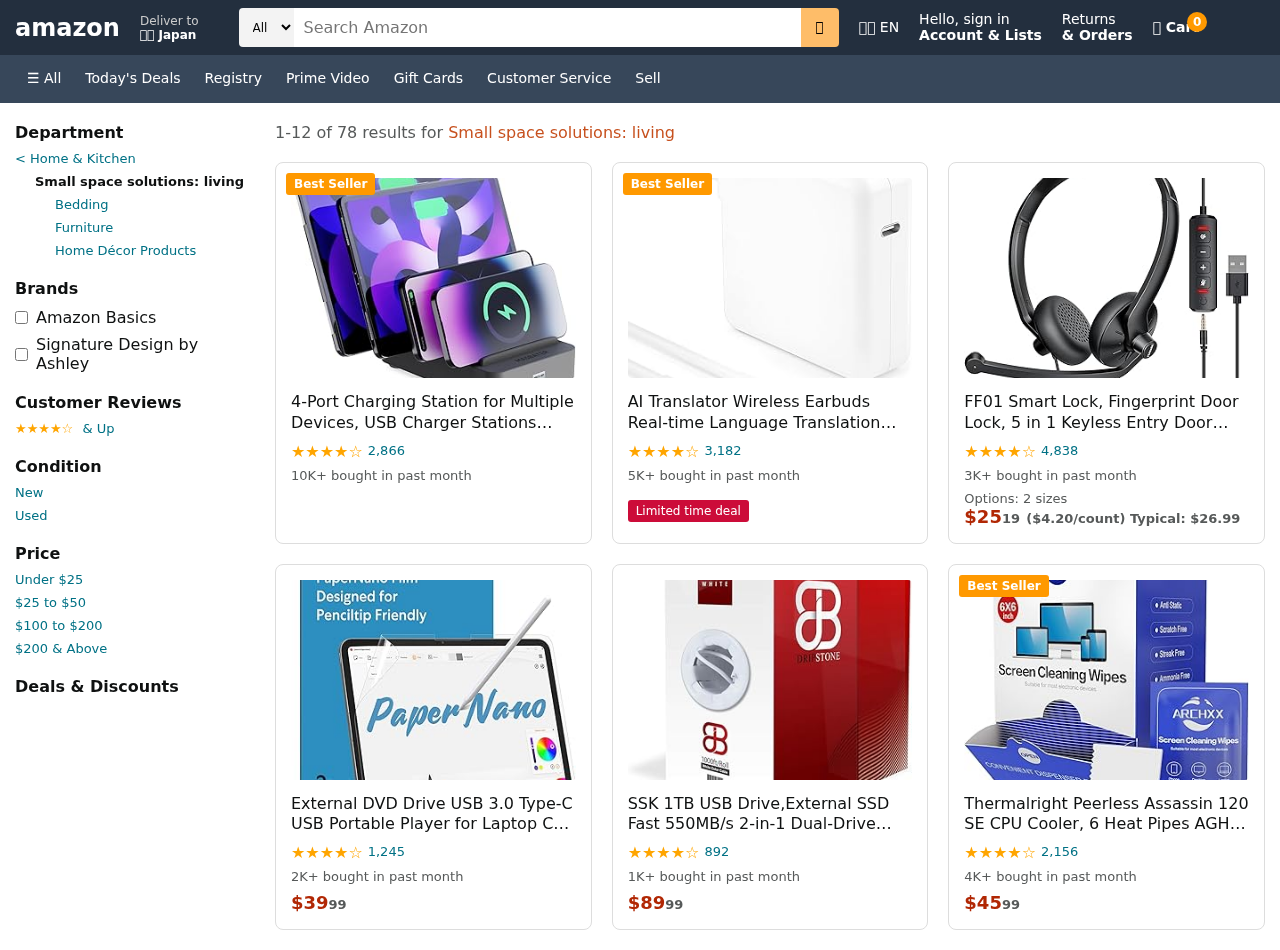 amazon
Deliver to
Japan
All
Search Amazon
EN
Hello, sign in
Account & Lists
Returns
& Orders
0
☰ All
Today's Deals
Registry
Prime Video
Gift Cards
Customer Service
Sell
Department
< Home & Kitchen
Small space solutions: living
Bedding
Furniture
Home Décor Products
Brands
Amazon Basics
Signature Design by
Ashley
Customer Reviews
★★★★☆ & Up
Condition
New
Used
Price
Under $25
$25 to $50
$100 to $200
$200 & Above
Deals & Discounts
1-12 of 78 results for Small space solutions: living
Best Seller
4-Port Charging Station for Multiple
Devices, USB Charger Stations…
★★★★☆ 2,866
10K+ bought in past month
Best Seller
AI Translator Wireless Earbuds
Real-time Language Translation…
★★★★☆ 3,182
5K+ bought in past month
Limited time deal
FF01 Smart Lock, Fingerprint Door
Lock, 5 in 1 Keyless Entry Door…
★★★★☆ 4,838
3K+ bought in past month
Options: 2 sizes
$25 19 ($4.20/count) Typical: $26.99
Designed for
Penciltip Friendly
PaperNano
External DVD Drive USB 3.0 Type-C
USB Portable Player for Laptop C…
★★★★☆ 1,245
2K+ bought in past month
$39 99
WHITE
STONE
1000ft/Roll
SSK 1TB USB Drive,External SSD
Fast 550MB/s 2-in-1 Dual-Drive…
★★★★☆ 892
1K+ bought in past month
$89 99
Best Seller
6X6
inch
Anti Static
Scratch Free
Streak Free
Ammonia Free
Screen Cleaning Wipes
Suitable for most electronic devices
ARCHXX
Screen Cleaning Wipes
OPEN
Thermalright Peerless Assassin 120
SE CPU Cooler, 6 Heat Pipes AGH…
★★★★☆ 2,156
4K+ bought in past month
$45 99